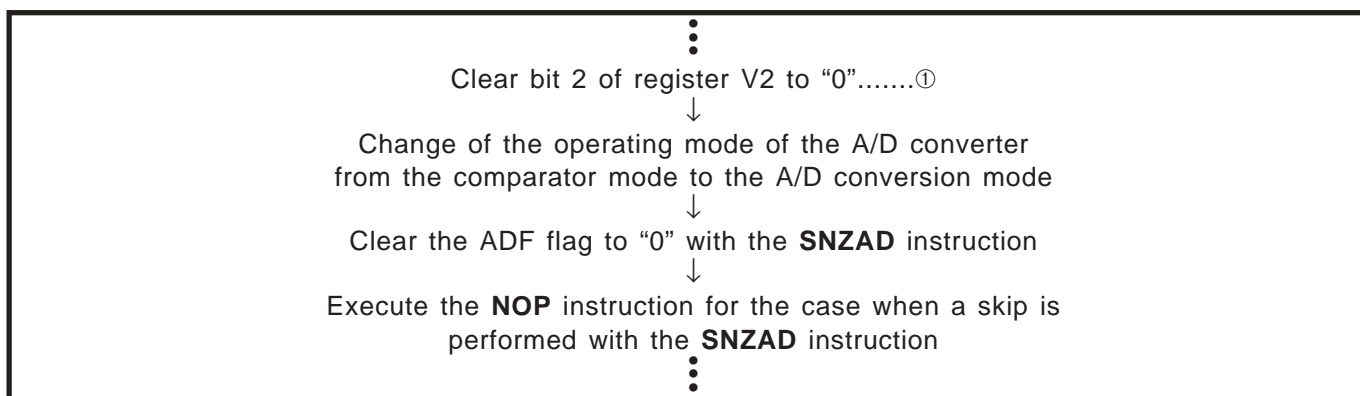 Clear bit 2 of register V2 to “0”.......①
↓
Change of the operating mode of the A/D converter
from the comparator mode to the A/D conversion mode
↓
Clear the ADF flag to “0” with the SNZAD instruction
↓
Execute the NOP instruction for the case when a skip is
performed with the SNZAD instruction